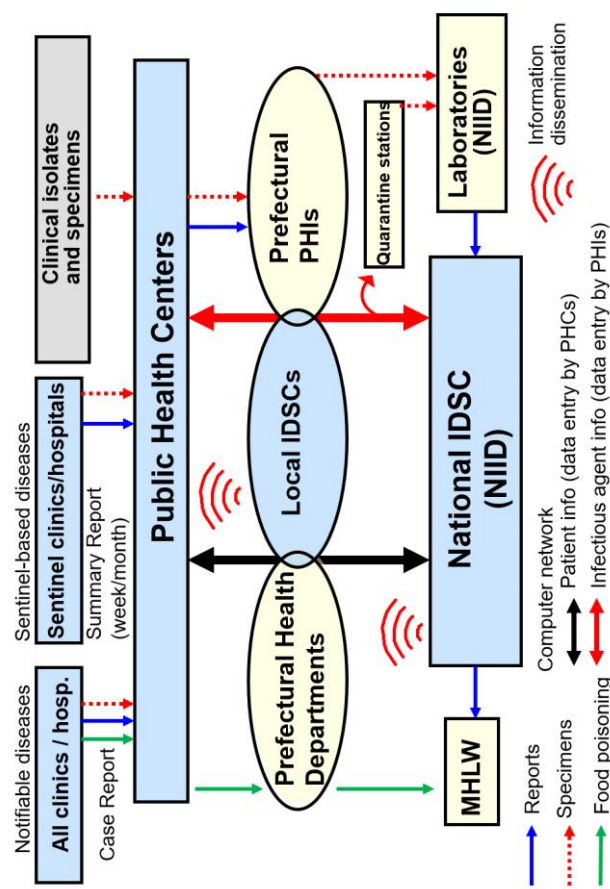 Notifiable diseases
All clinics / hosp.
Case Report
Sentinel-based diseases
Sentinel clinics/hospitals
Summary Report
(week/month)
Clinical isolates
and specimens
Public Health Centers
Prefectural Health
Departments
Local IDSCs
Prefectural
PHIs
Quarantine stations
MHLW
National IDSC
(NIID)
Laboratories
(NIID)
Information
dissemination
Reports
Specimens
Food poisoning
Computer network
Patient info (data entry by PHCs)
Infectious agent info (data entry by PHIs)